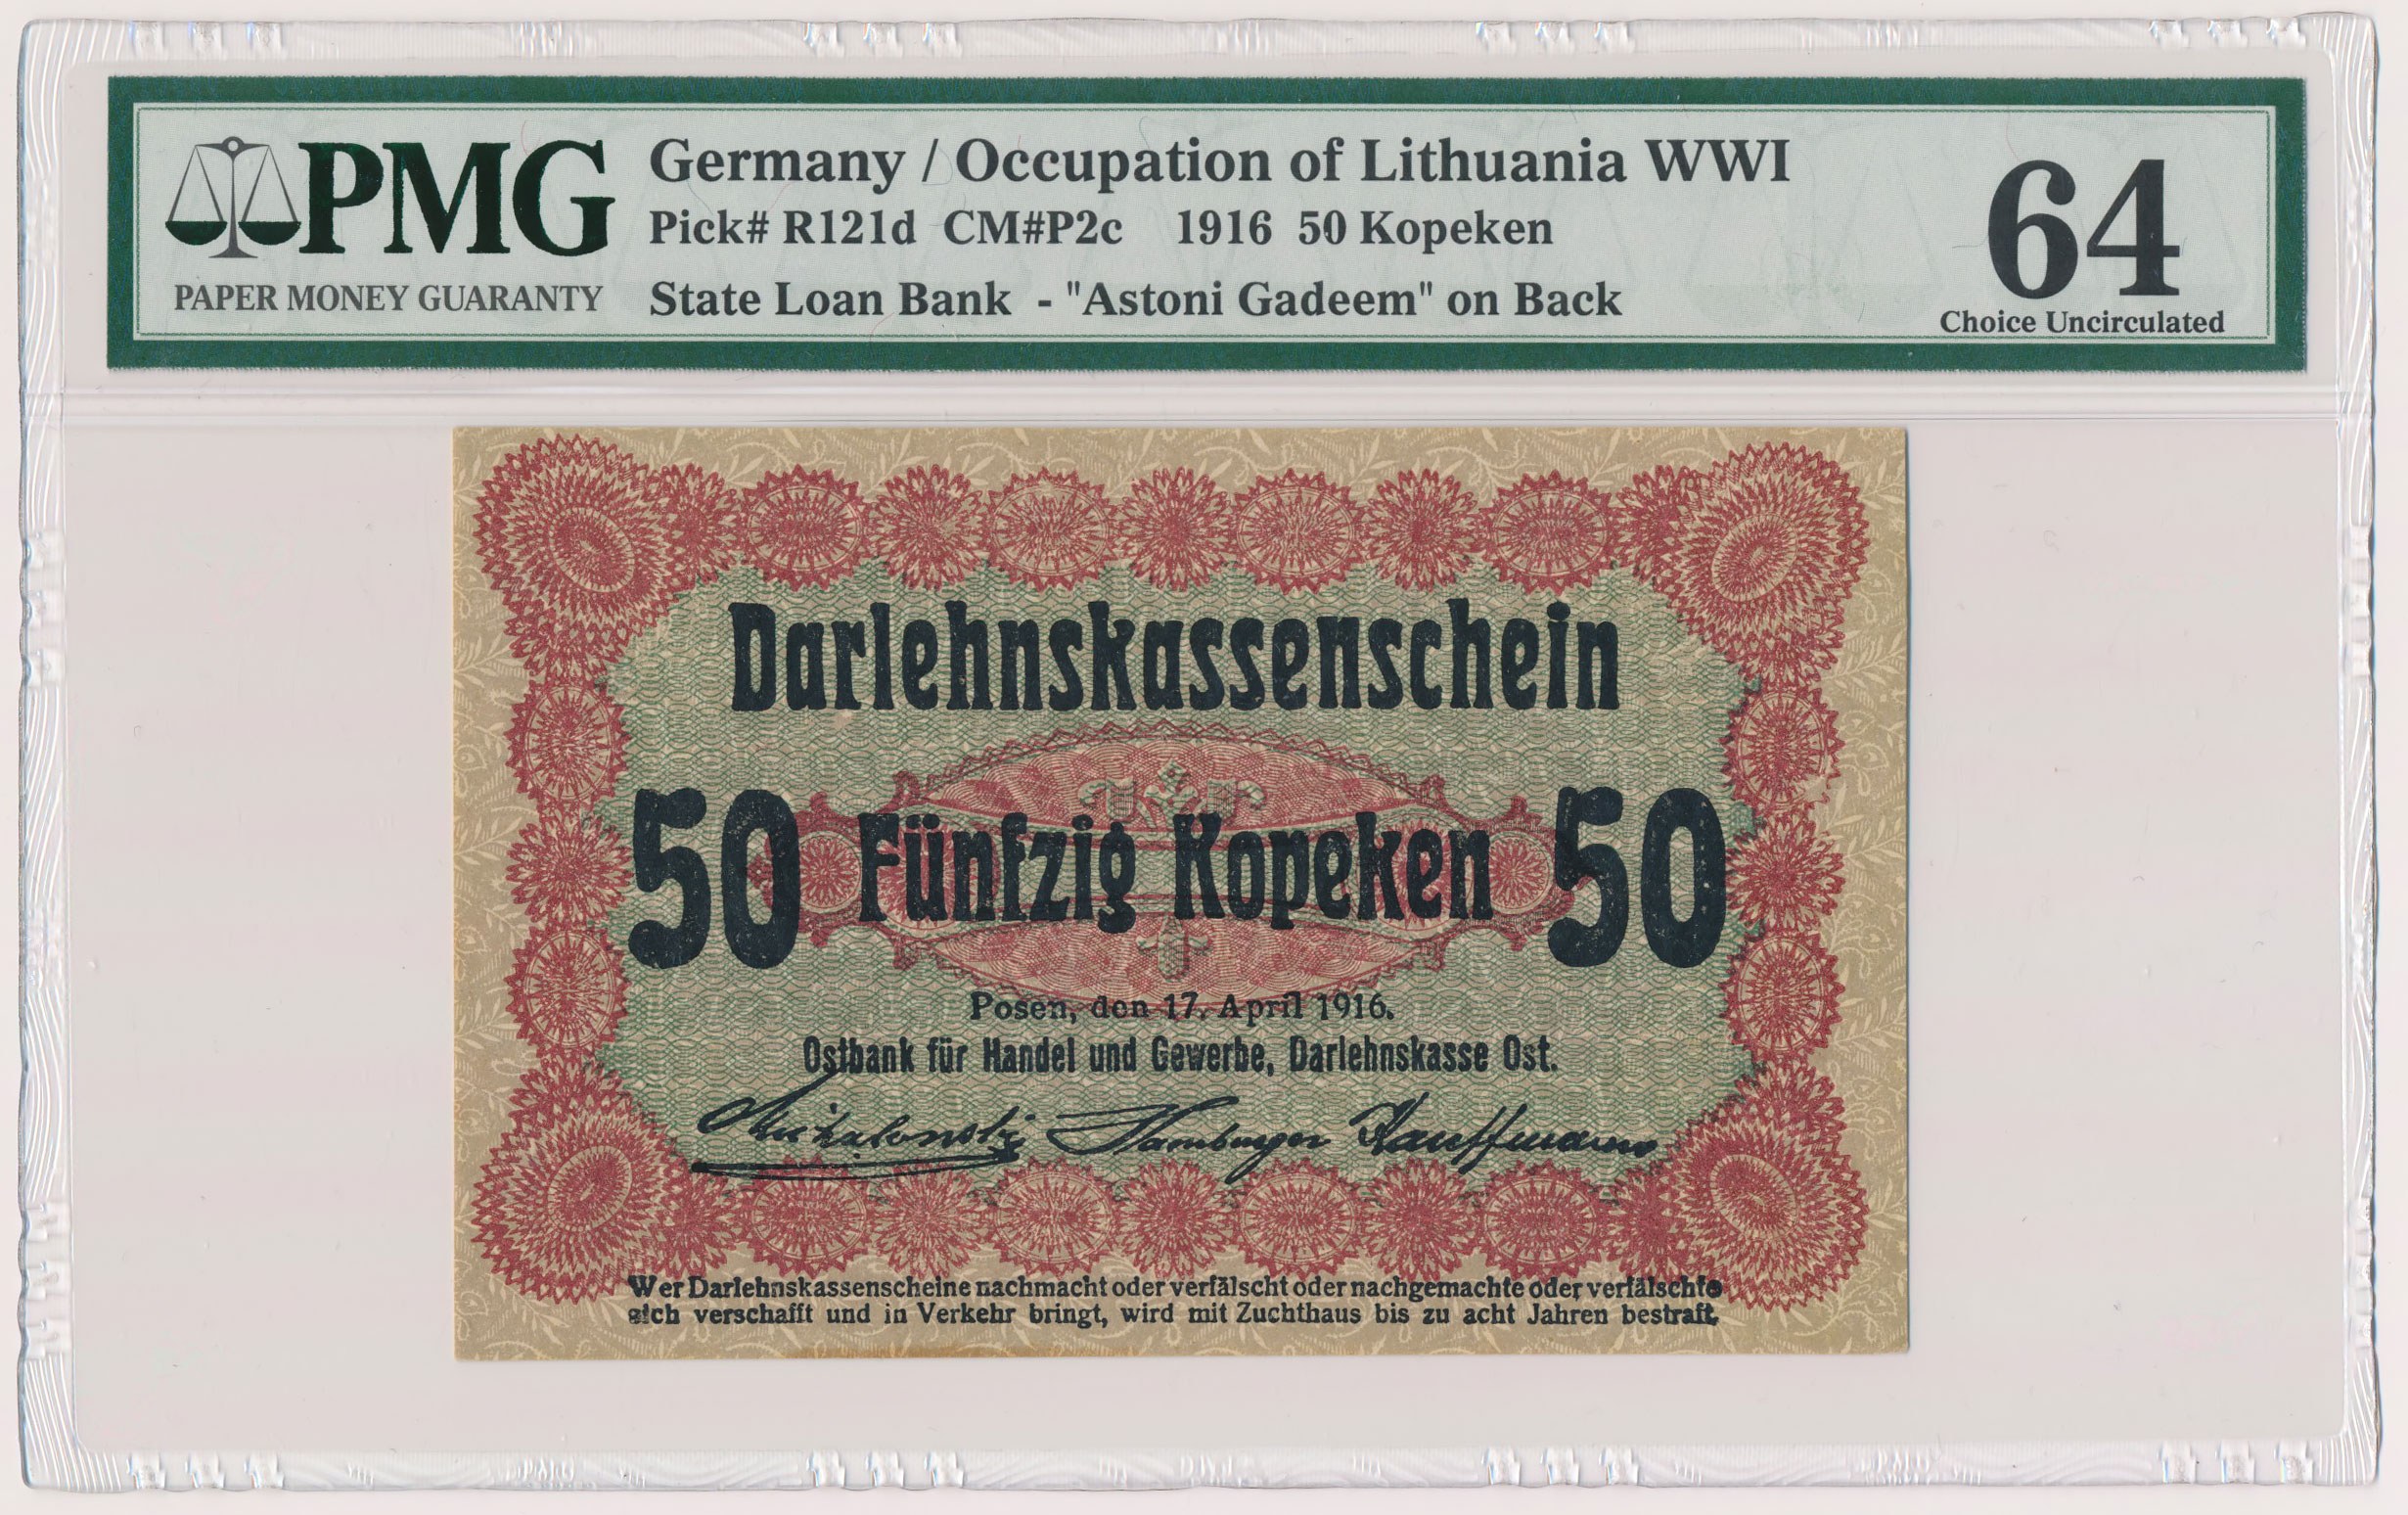 PMG
PAPER MONEY GUARANTY
Germany / Occupation of Lithuania WWI
Pick# R121d CM#P2c 1916 50 Kopeken
State Loan Bank - "Astoni Gadeem" on Back
64
Choice Uncirculated
Darlehnskassenschein
50 Fünfzig Kopeken 50
Posen, den 17. April 1916.
Ostbank für Handel und Gewerbe, Darlehnskasse Ost.
Michalowsky Hamburger Kauffmann
Wer Darlehnskassenscheine nachmacht oder verfälscht oder nachgemachte oder verfälschte
sich verschafft und in Verkehr bringt, wird mit Zuchthaus bis zu acht Jahren bestraft.